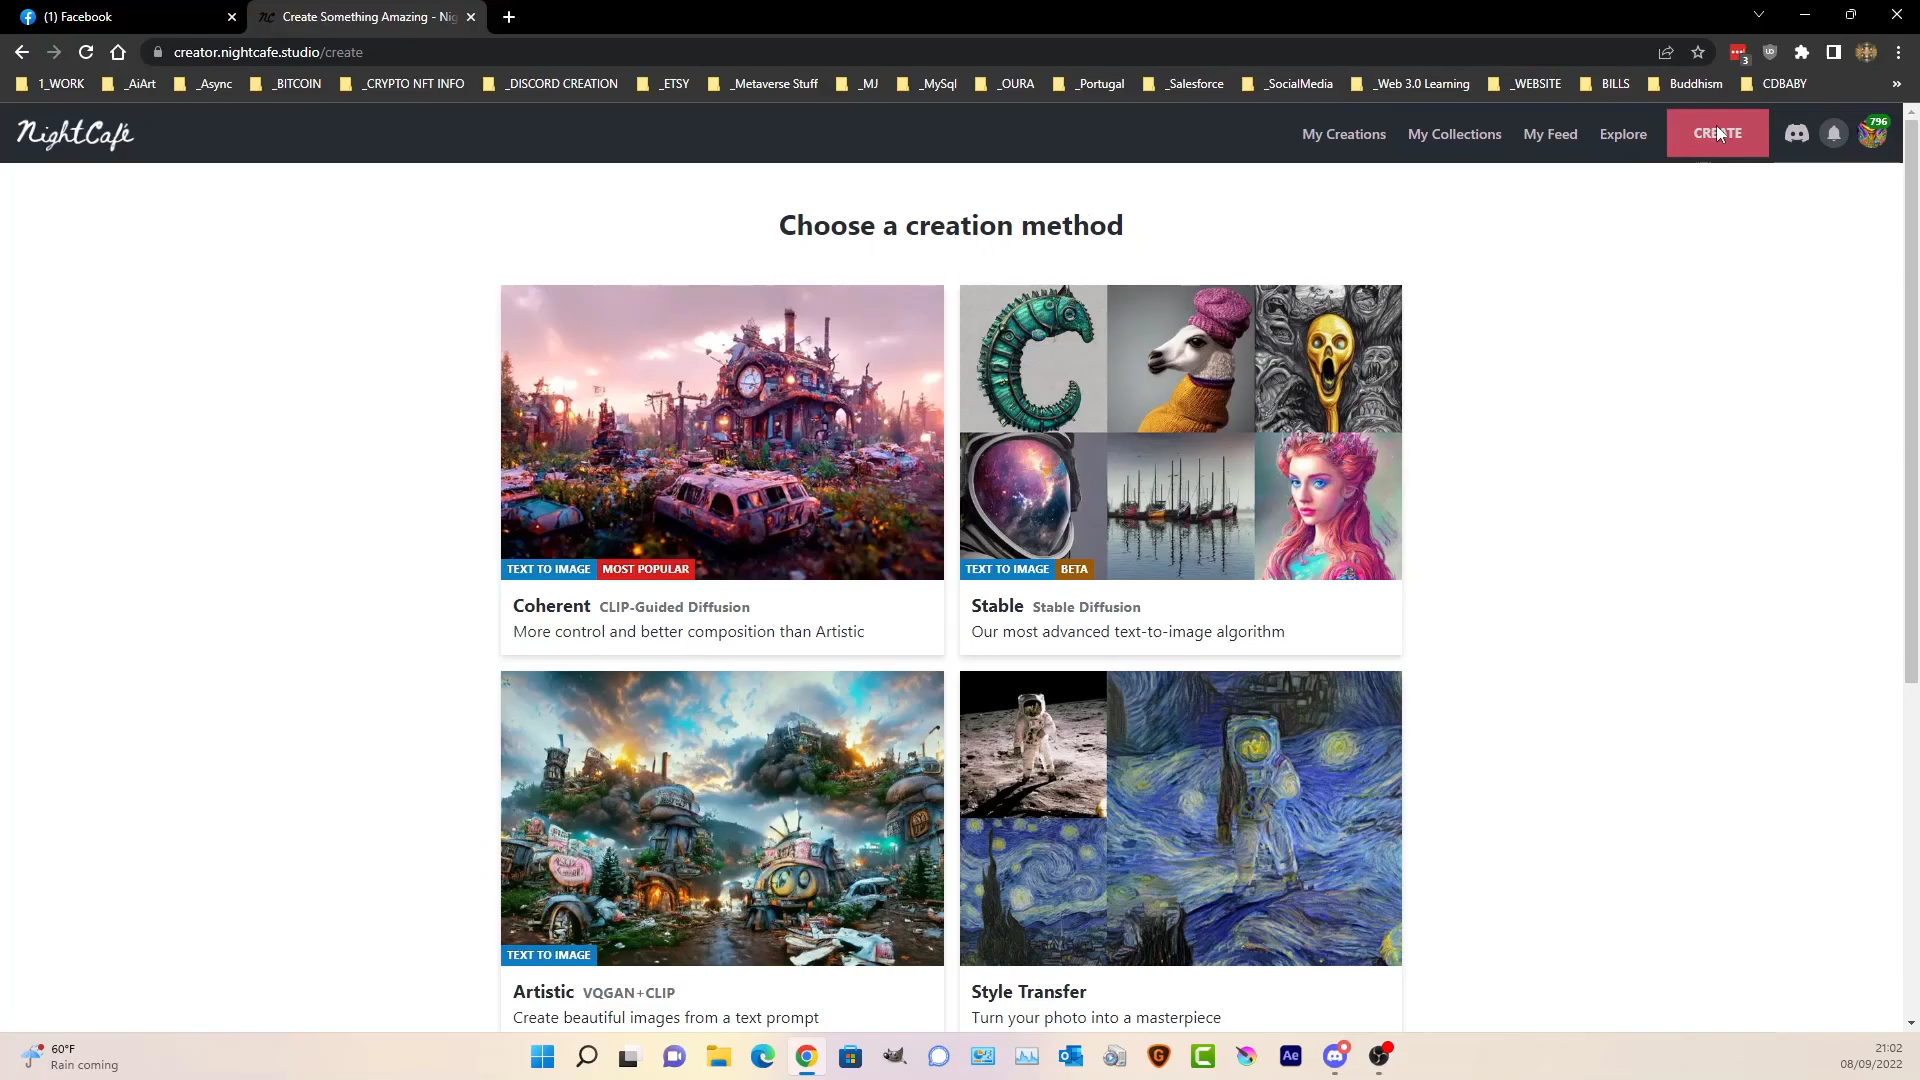 (1) Facebook
Create Something Amazing - Nig
creator.nightcafe.studio/create
3
1_WORK
_AiArt
_Async
_BITCOIN
_CRYPTO NFT INFO
_DISCORD CREATION
_ETSY
_Metaverse Stuff
_MJ
_MySql
_OURA
_Portugal
_Salesforce
_SocialMedia
_Web 3.0 Learning
_WEBSITE
BILLS
Buddhism
CDBABY
NightCafé
My Creations
My Collections
My Feed
Explore
CREATE
796
Choose a creation method
TEXT TO IMAGE
MOST POPULAR
TEXT TO IMAGE
BETA
Coherent CLIP-Guided Diffusion
More control and better composition than Artistic
Stable Stable Diffusion
Our most advanced text-to-image algorithm
TEXT TO IMAGE
Artistic VQGAN+CLIP
Create beautiful images from a text prompt
Style Transfer
Turn your photo into a masterpiece
60°F
Rain coming
Ae
21:02
08/09/2022